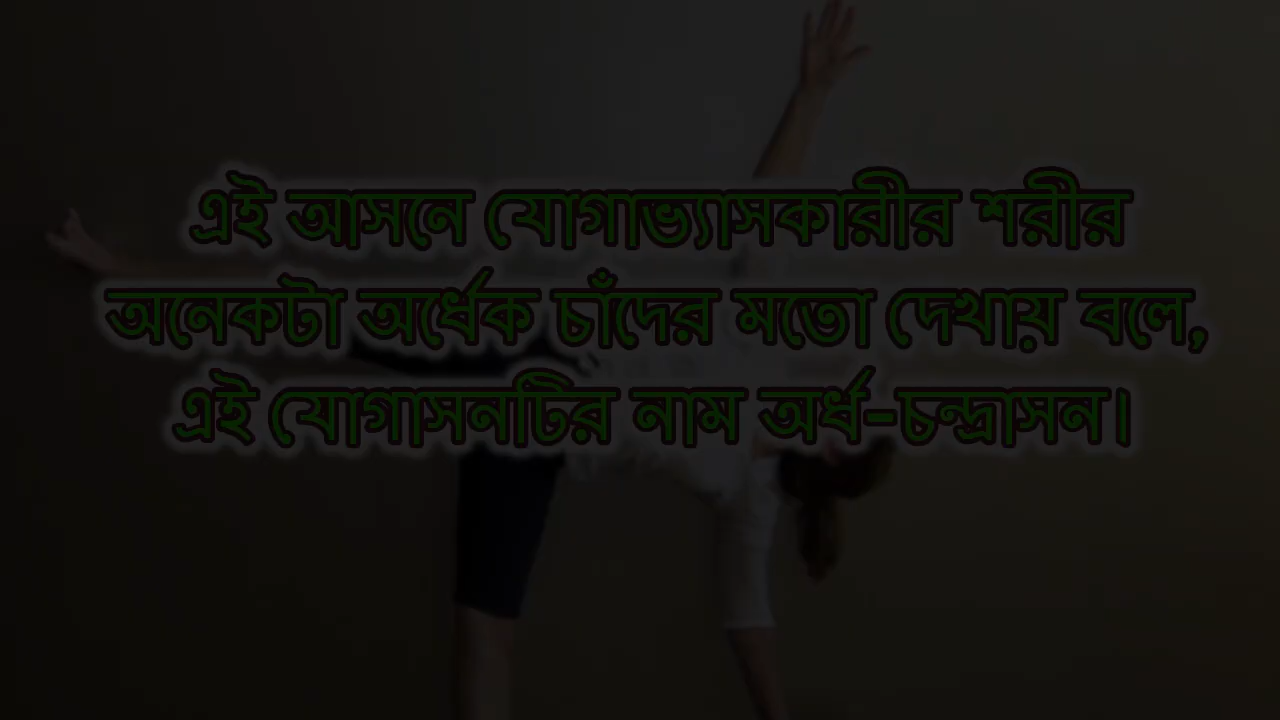 এই আসনে যোগাভ্যাসকারীর শরীর
অনেকটা অর্ধেক চাঁদের মতো দেখায় বলে,
এই যোগাসনটির নাম অর্ধ-চন্দ্রাসন।